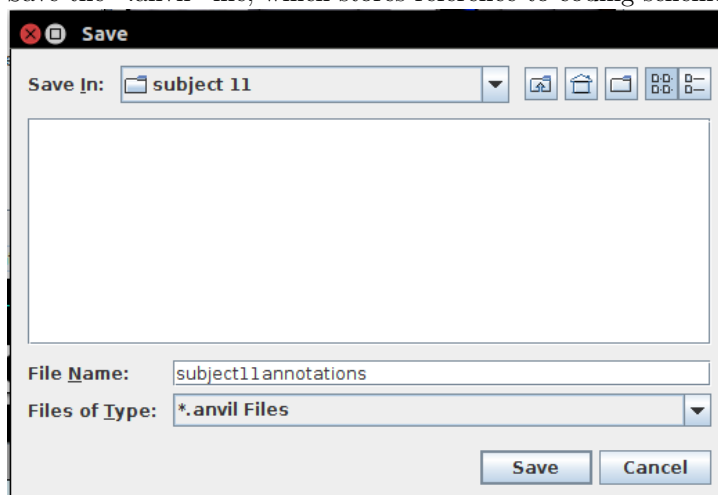 Save
Save In: subject 11
File Name: subject11annotations
Files of Type: *.anvil Files
Save Cancel